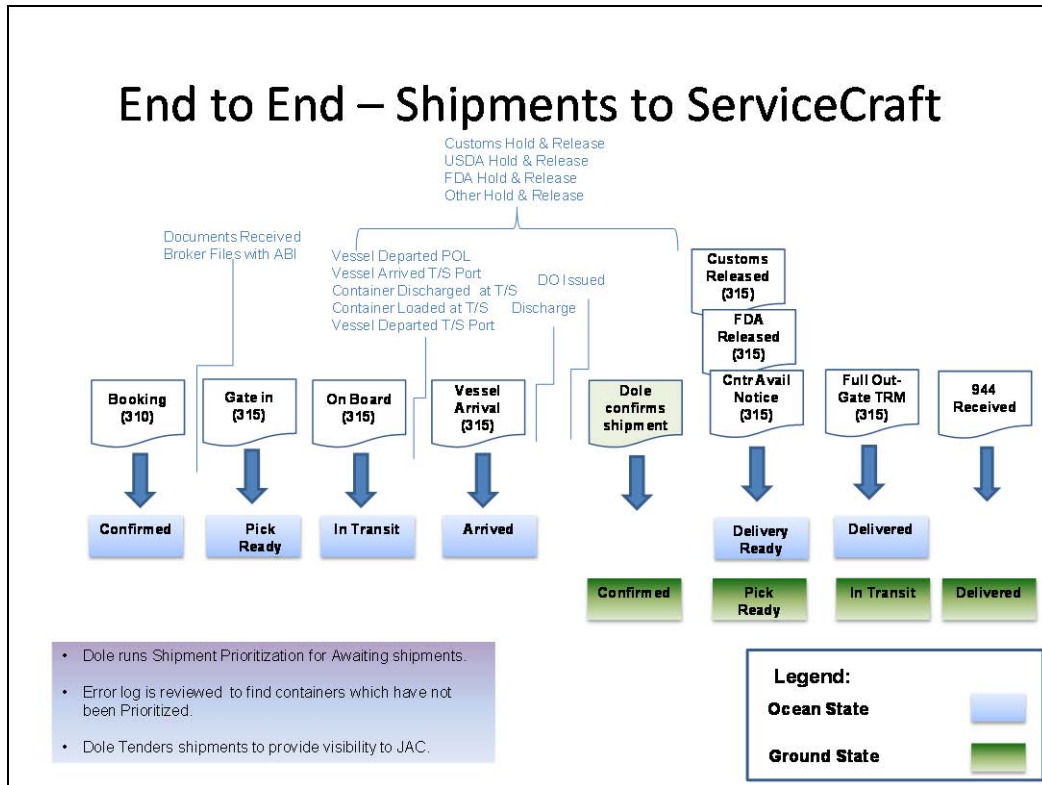 End to End – Shipments to ServiceCraft
Customs Hold & Release
USDA Hold & Release
FDA Hold & Release
Other Hold & Release
Documents Received
Broker Files with ABI
Vessel Departed POL
Vessel Arrived T/S Port
Container Discharged at T/S
Container Loaded at T/S
Vessel Departed T/S Port
Discharge
DO Issued
Customs
Released
(315)
FDA
Released
(315)
Booking
(310)
Gate in
(315)
On Board
(315)
Vessel
Arrival
(315)
Dole
confirms
shipment
Cntr Avail
Notice
(315)
Full Out-
Gate TRM
(315)
944
Received
Confirmed
Pick
Ready
In Transit
Arrived
Delivery
Ready
Delivered
Confirmed
Pick
Ready
In Transit
Delivered
• Dole runs Shipment Prioritization for Awaiting shipments.
• Error log is reviewed to find containers which have not
been Prioritized.
• Dole Tenders shipments to provide visibility to JAC.
Legend:
Ocean State
Ground State